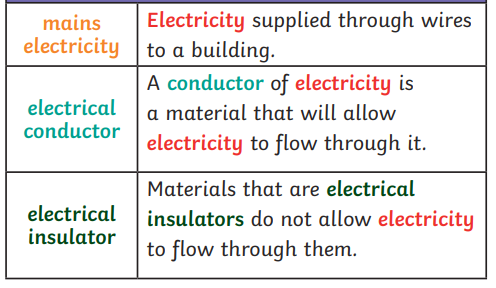 mains
electricity
Electricity supplied through wires
to a building.
electrical
conductor
A conductor of electricity is
a material that will allow
electricity to flow through it.
electrical
insulator
Materials that are electrical
insulators do not allow electricity
to flow through them.